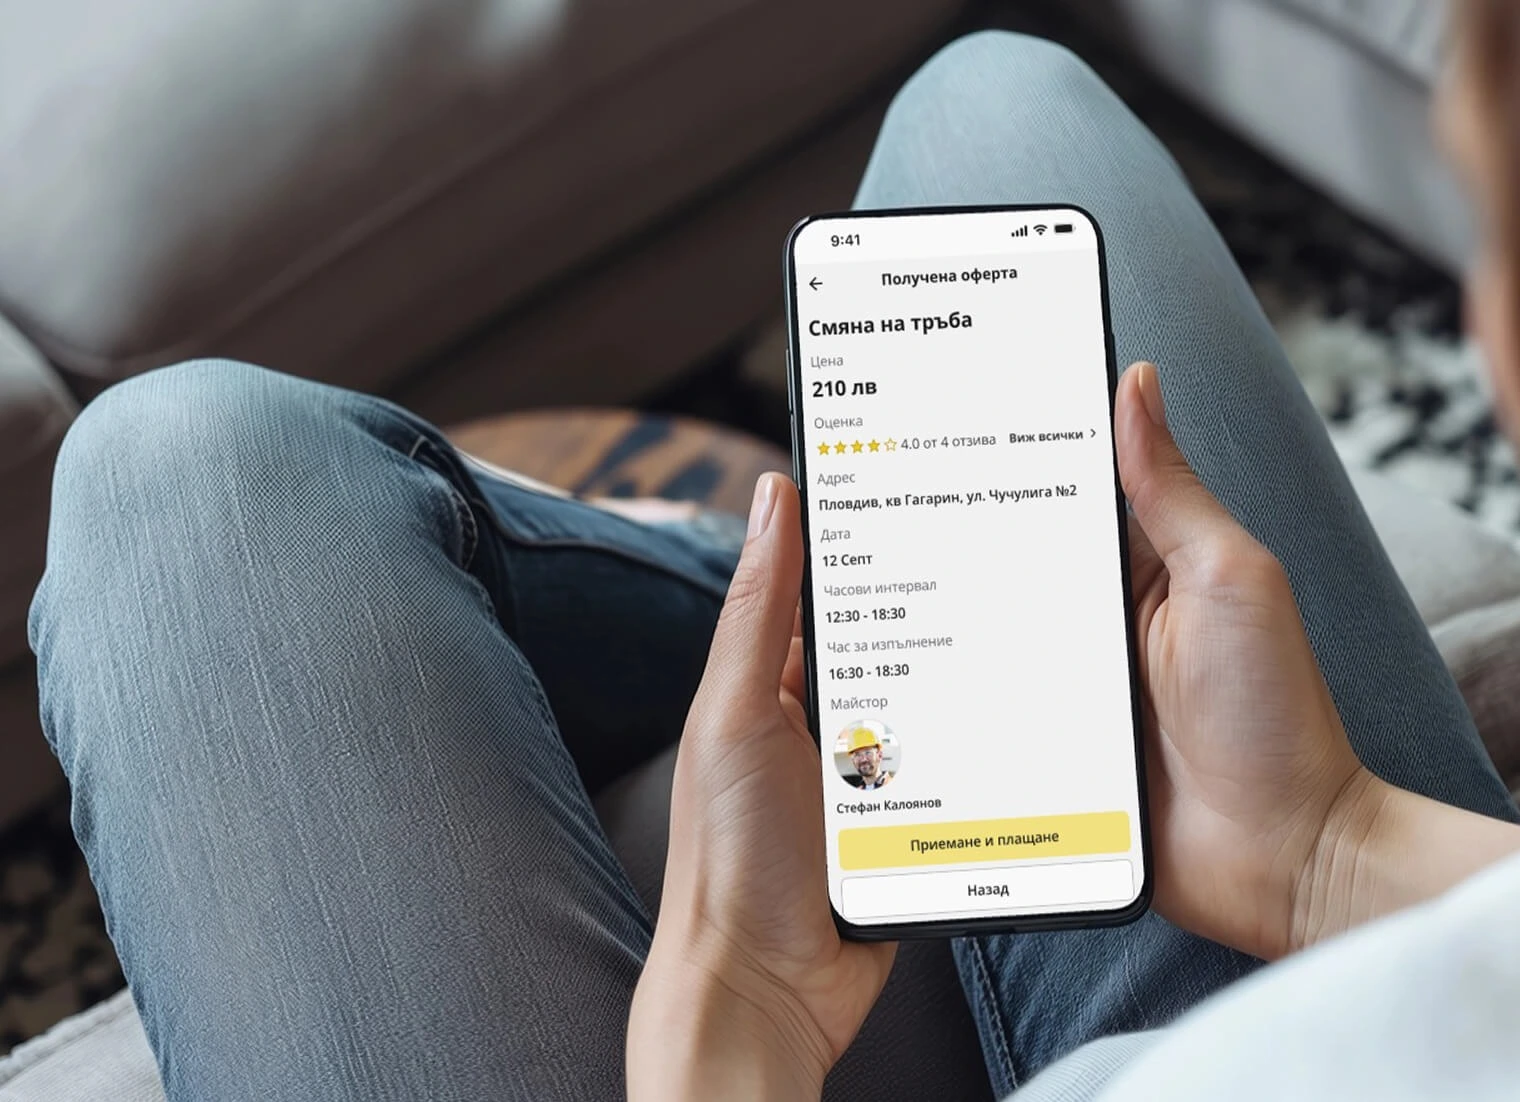 9:41
Получена оферта
Смяна на тръба
Цена
210 лв
Оценка
4.0 от 4 отзива Виж всички
Адрес
Пловдив, кв Гагарин, ул. Чучулига №2
Дата
12 Септ
Часови интервал
12:30 - 18:30
Час за изпълнение
16:30 - 18:30
Майстор
Стефан Калоянов
Приемане и плащане
Назад